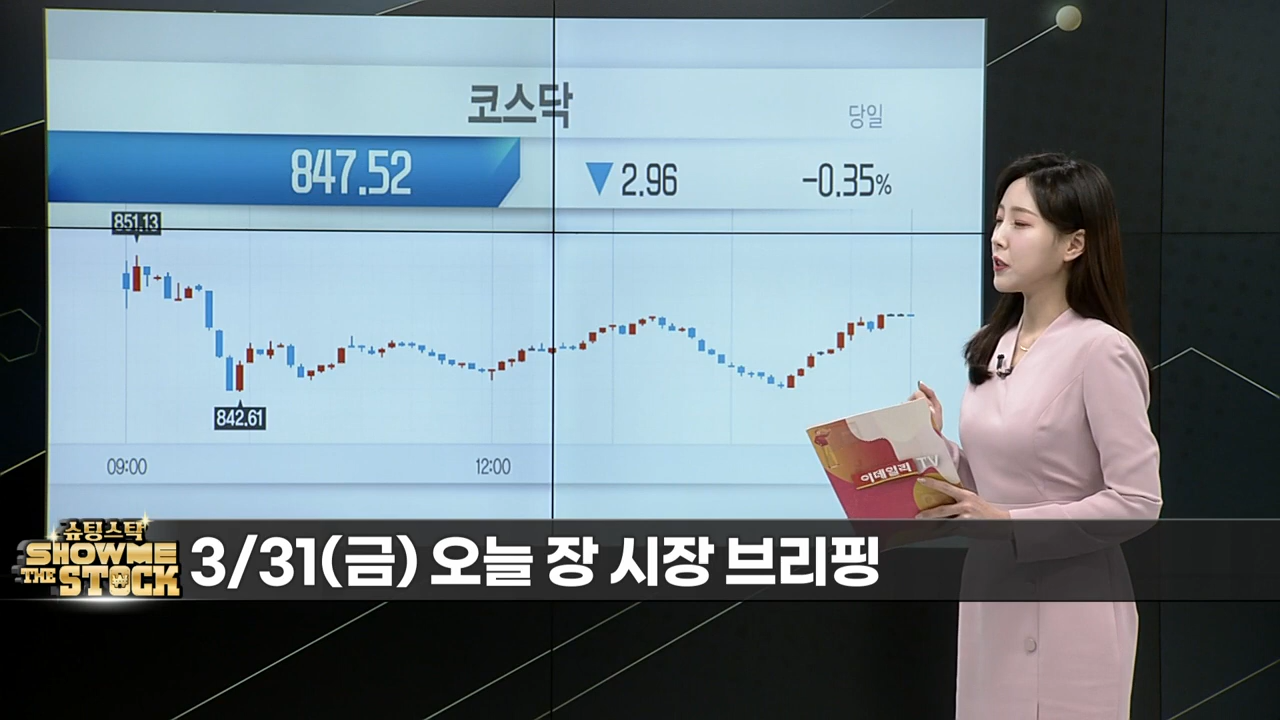 코스닥
당일
847.52
▼2.96
-0.35%
851.13
842.61
09:00
12:00
이데일리 TV
슈팅스탁
SHOW ME
THE STOCK
3/31(금) 오늘 장 시장 브리핑